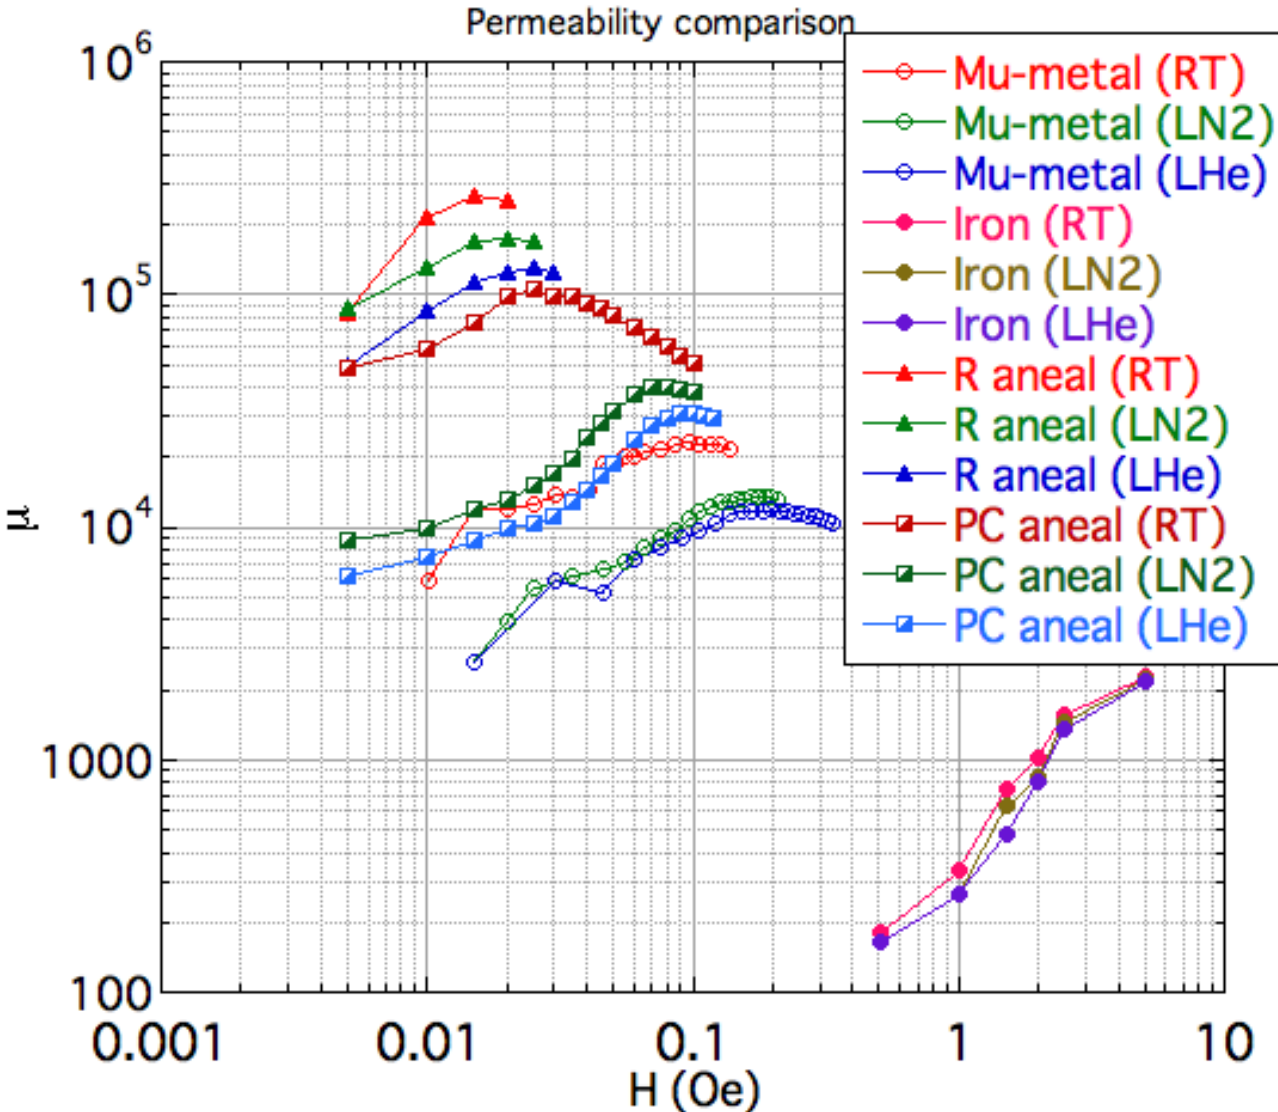 Permeability comparison
10^6
10^5
10^4
1000
100
μ
0.001
0.01
0.1
1
10
H (Oe)
Mu-metal (RT)
Mu-metal (LN2)
Mu-metal (LHe)
Iron (RT)
Iron (LN2)
Iron (LHe)
R aneal (RT)
R aneal (LN2)
R aneal (LHe)
PC aneal (RT)
PC aneal (LN2)
PC aneal (LHe)